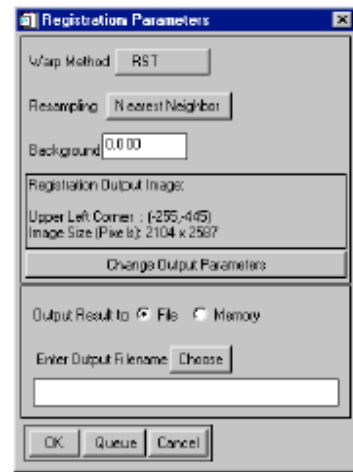 Registration Parameters
Warp Method RST
Resampling Nearest Neighbor
Background 0.000
Registration Output Image:
Upper Left Corner : (-255,-445)
Image Size (Pixels): 2104 x 2587
Change Output Parameters
Output Result to File Memory
Enter Output Filename Choose
OK Queue Cancel